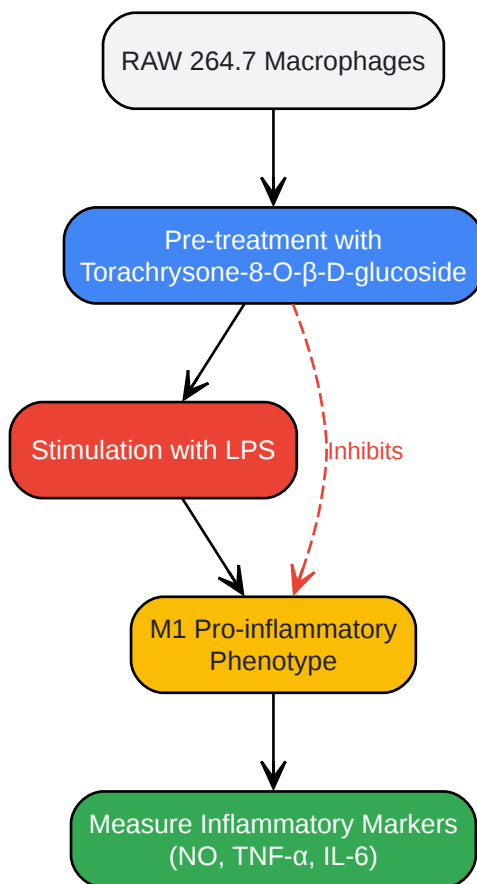 RAW 264.7 Macrophages
Pre-treatment with
Torachrysone-8-O-β-D-glucoside
Stimulation with LPS
Inhibits
M1 Pro-inflammatory
Phenotype
Measure Inflammatory Markers
(NO, TNF-α, IL-6)